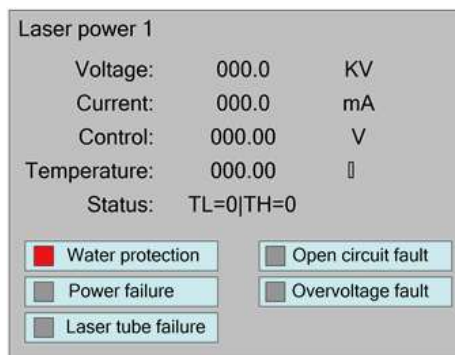 Laser power 1
Voltage: 000.0 KV
Current: 000.0 mA
Control: 000.00 V
Temperature: 000.00
Status: TL=0|TH=0
Water protection Open circuit fault
Power failure Overvoltage fault
Laser tube failure